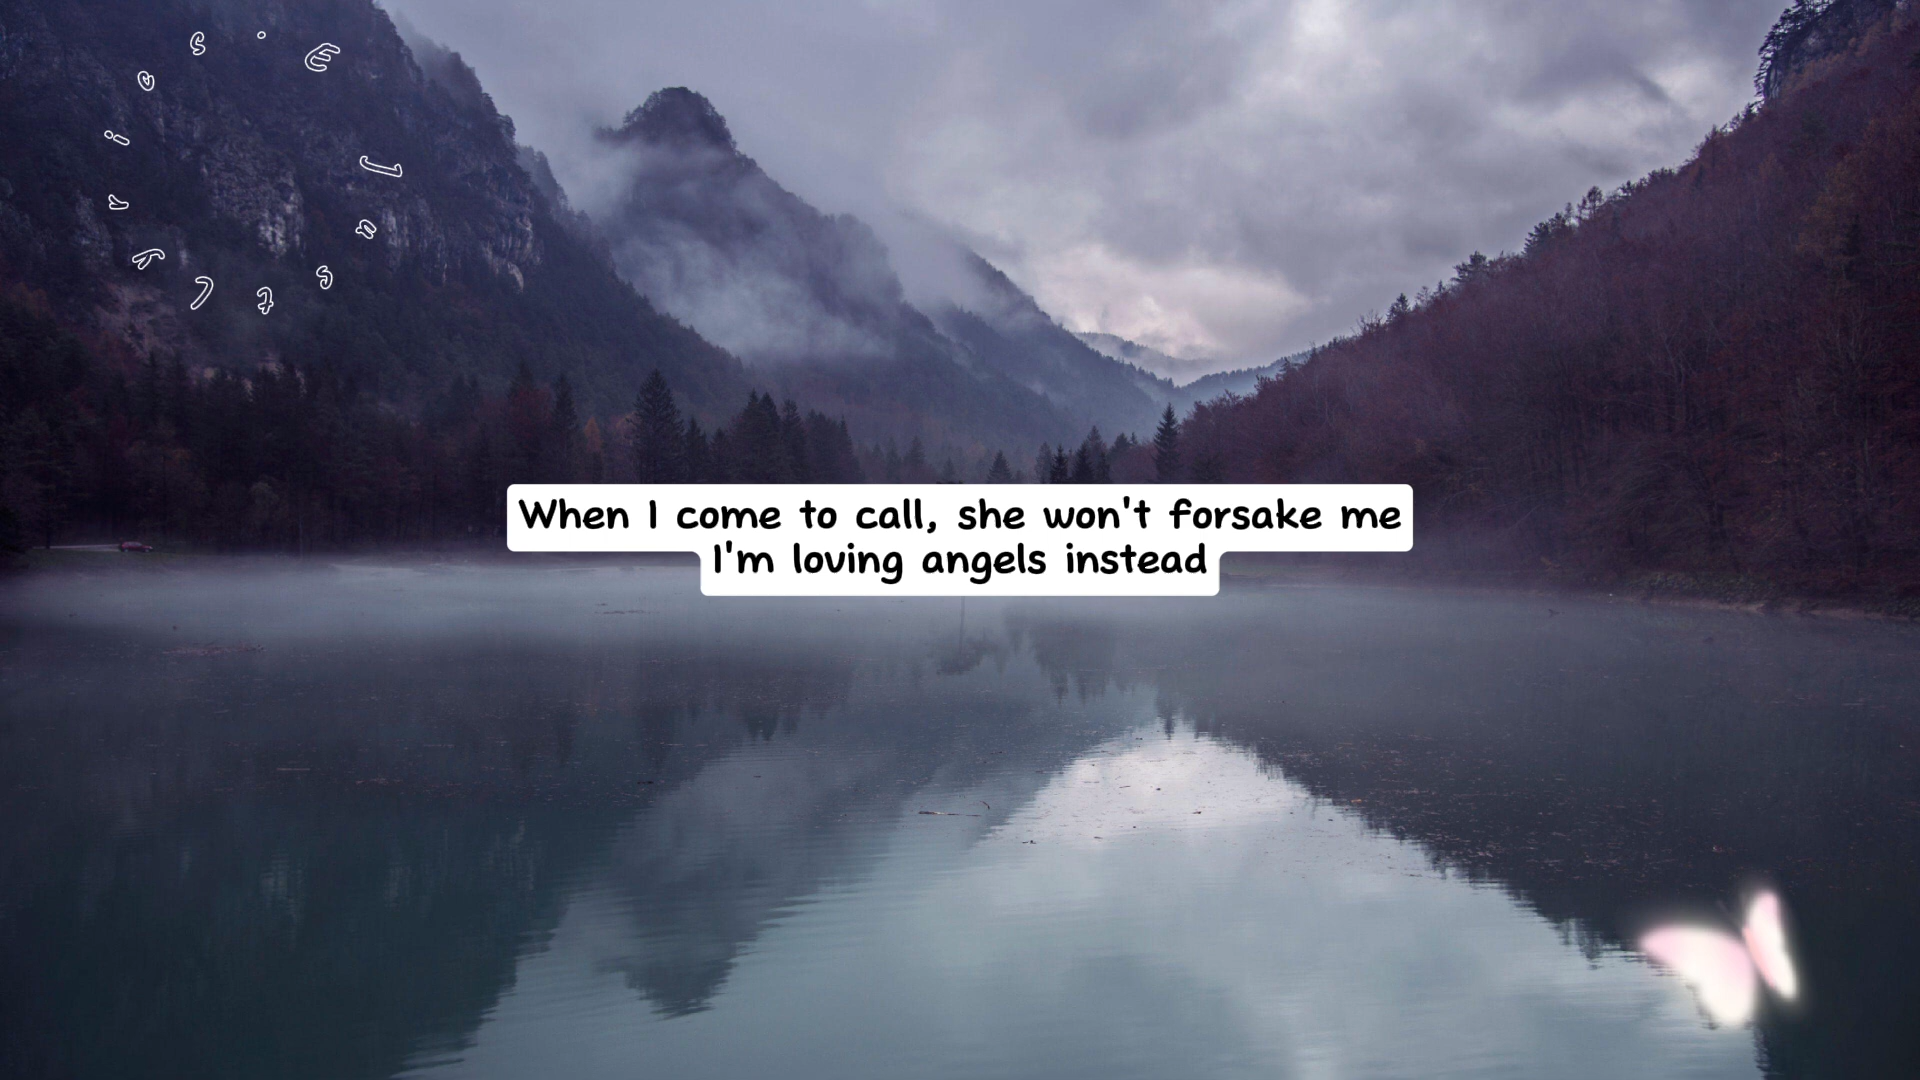 When I come to call, she won't forsake me
I'm loving angels instead